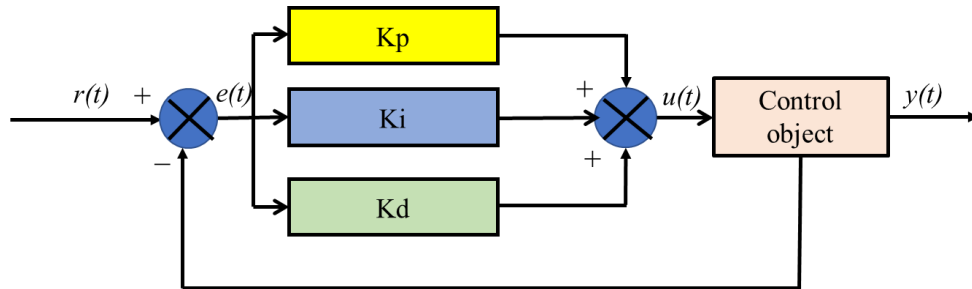 Kp
r(t) + e(t) Ki + u(t) Control object y(t)
−
+
Kd